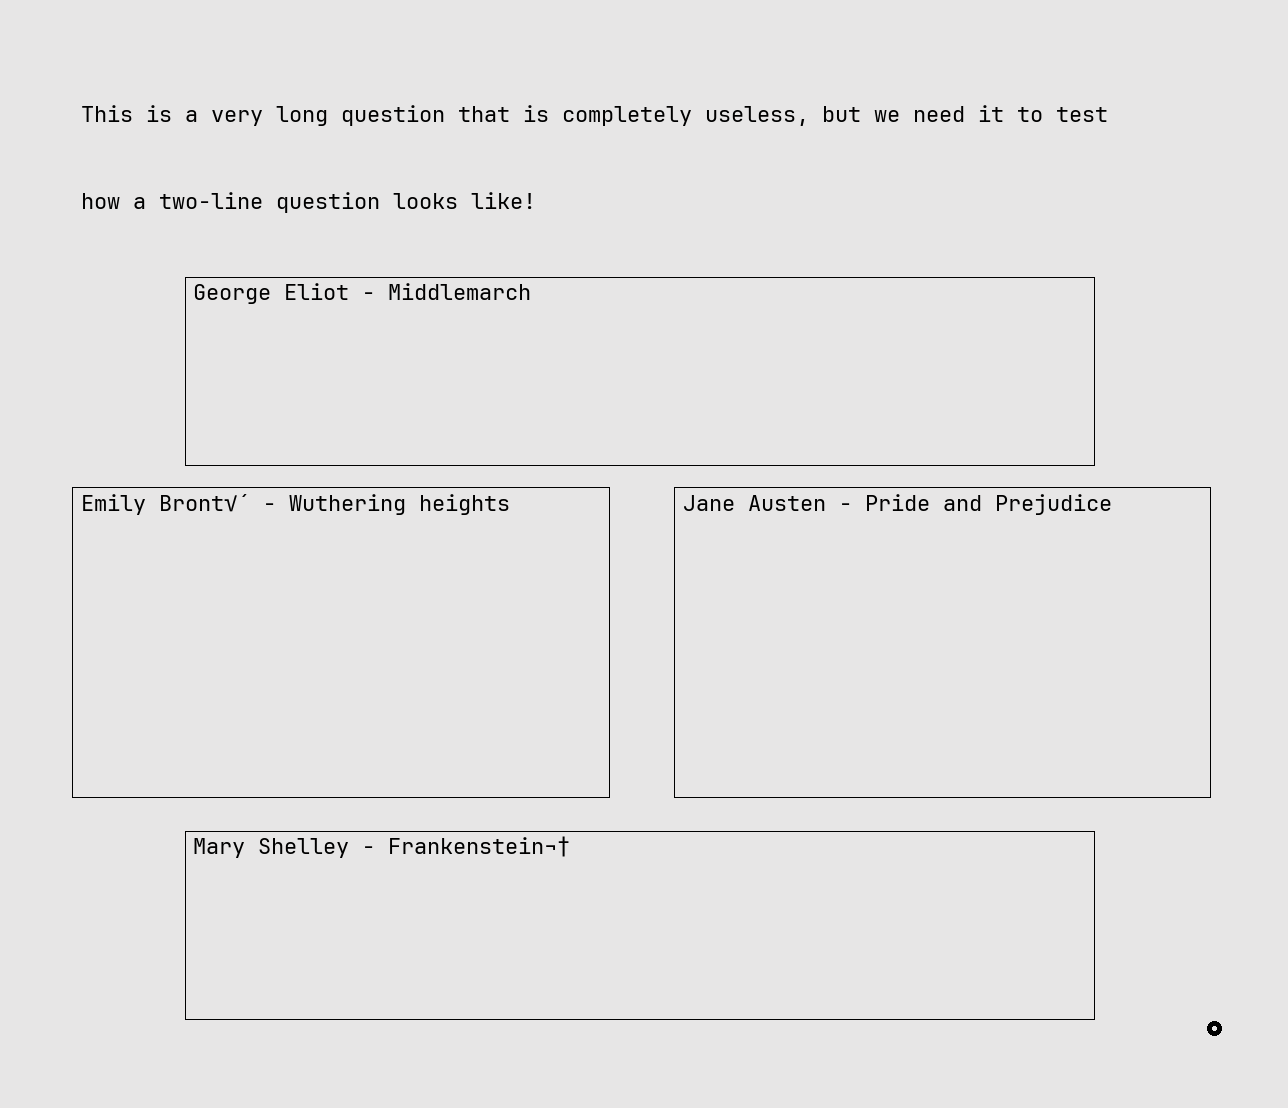 This is a very long question that is completely useless, but we need it to test
how a two-line question looks like!
George Eliot - Middlemarch
Emily Bront√´ - Wuthering heights
Jane Austen - Pride and Prejudice
Mary Shelley - Frankenstein¬†